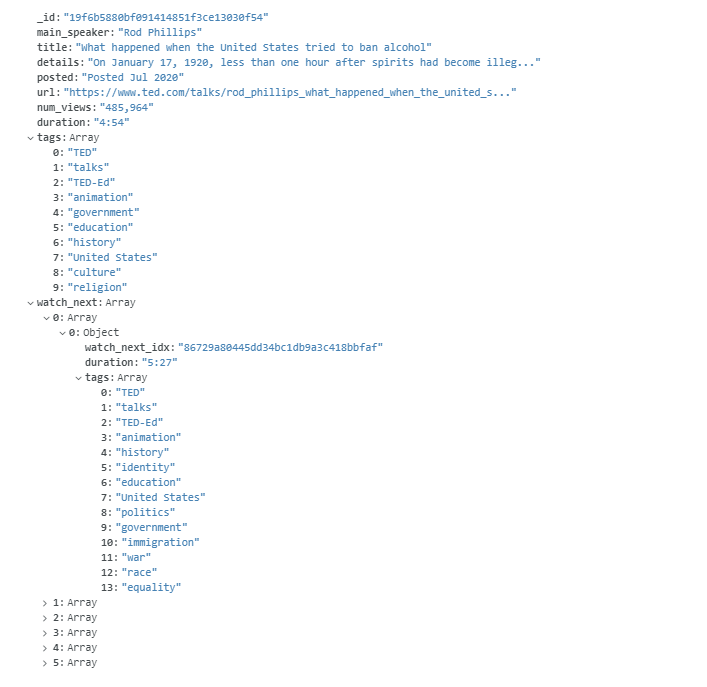 _id: "19f6b5880bf091414851f3ce13030f54"
main_speaker: "Rod Phillips"
title: "What happened when the United States tried to ban alcohol"
details: "On January 17, 1920, less than one hour after spirits had become illeg..."
posted: "Posted Jul 2020"
url: "https://www.ted.com/talks/rod_phillips_what_happened_when_the_united_s..."
num_views: "485,964"
duration: "4:54"
tags: Array
0: "TED"
1: "talks"
2: "TED-Ed"
3: "animation"
4: "government"
5: "education"
6: "history"
7: "United States"
8: "culture"
9: "religion"
watch_next: Array
0: Array
0: Object
watch_next_idx: "86729a80445dd34bc1db9a3c418bbfaf"
duration: "5:27"
tags: Array
0: "TED"
1: "talks"
2: "TED-Ed"
3: "animation"
4: "history"
5: "identity"
6: "education"
7: "United States"
8: "politics"
9: "government"
10: "immigration"
11: "war"
12: "race"
13: "equality"
1: Array
2: Array
3: Array
4: Array
5: Array